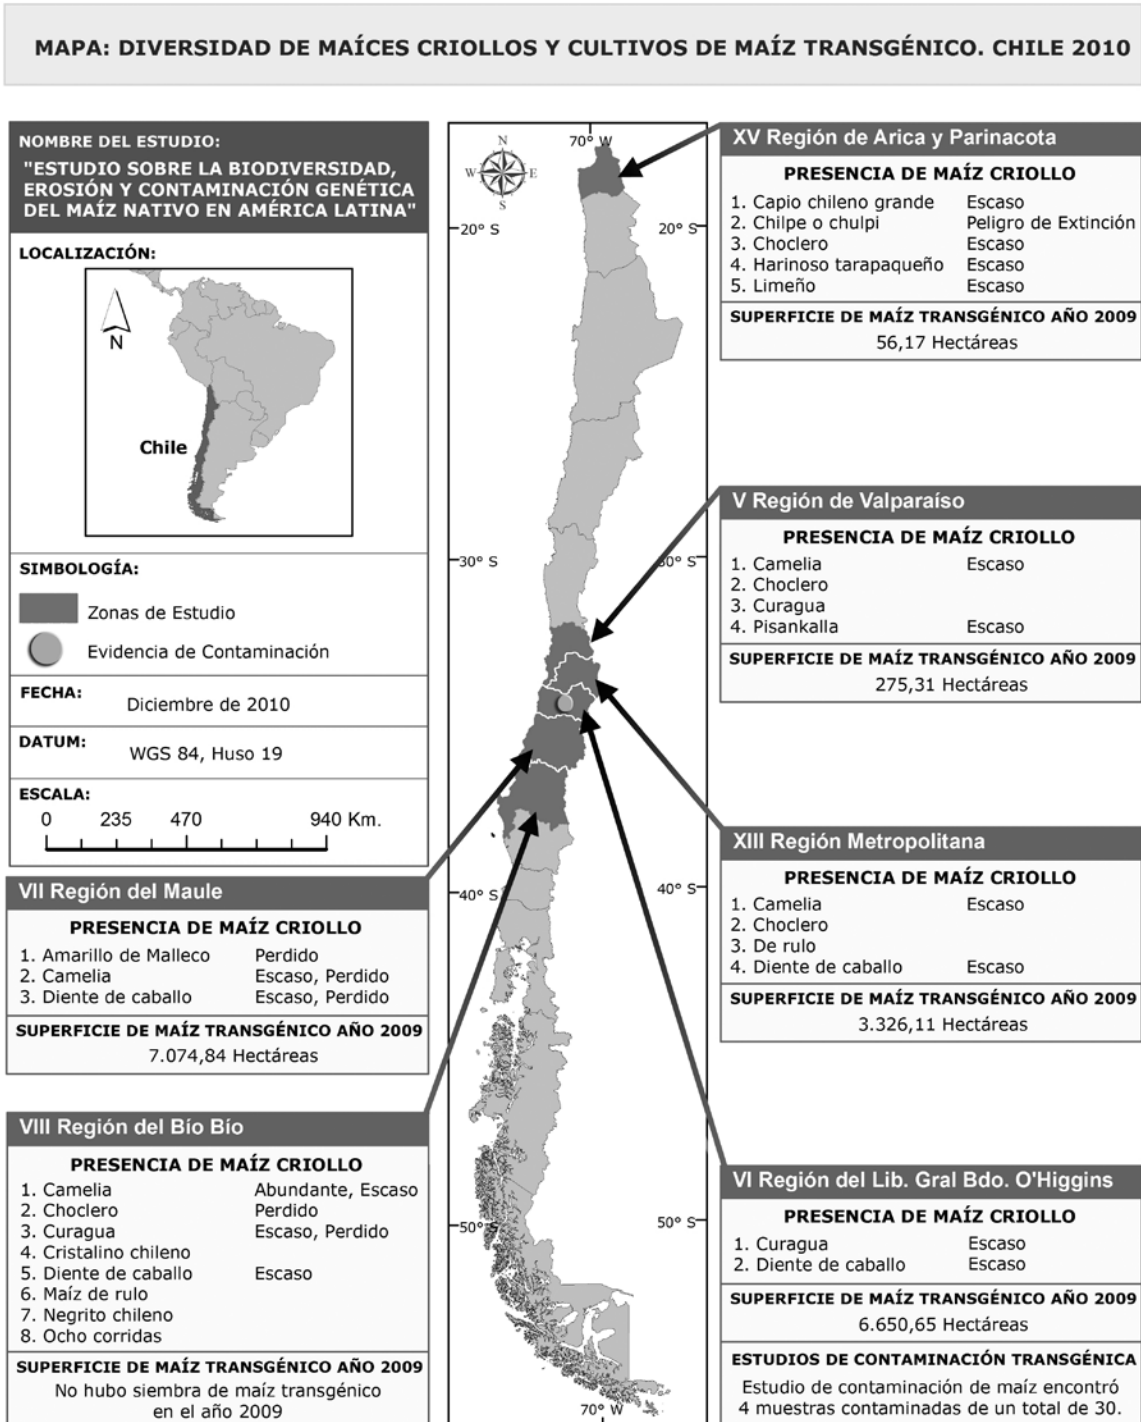 MAPA: DIVERSIDAD DE MAÍCES CRIOLLOS Y CULTIVOS DE MAÍZ TRANSGÉNICO. CHILE 2010
NOMBRE DEL ESTUDIO:
"ESTUDIO SOBRE LA BIODIVERSIDAD,
EROSIÓN Y CONTAMINACIÓN GENÉTICA
DEL MAÍZ NATIVO EN AMÉRICA LATINA"
LOCALIZACIÓN:
N
Chile
SIMBOLOGÍA:
Zonas de Estudio
Evidencia de Contaminación
FECHA:
Diciembre de 2010
DATUM:
WGS 84, Huso 19
ESCALA:
0 235 470 940 Km.
VII Región del Maule
PRESENCIA DE MAÍZ CRIOLLO
1. Amarillo de Malleco Perdido
2. Camelia Escaso, Perdido
3. Diente de caballo Escaso, Perdido
SUPERFICIE DE MAÍZ TRANSGÉNICO AÑO 2009
7.074,84 Hectáreas
VIII Región del Bío Bío
PRESENCIA DE MAÍZ CRIOLLO
1. Camelia Abundante, Escaso
2. Choclero Perdido
3. Curagua Escaso, Perdido
4. Cristalino chileno
5. Diente de caballo Escaso
6. Maíz de rulo
7. Negrito chileno
8. Ocho corridas
SUPERFICIE DE MAÍZ TRANSGÉNICO AÑO 2009
No hubo siembra de maíz transgénico
en el año 2009
70° W
N
W E
S
20° S 20° S
30° S 30° S
40° S 40° S
50° S 50° S
70° W
XV Región de Arica y Parinacota
PRESENCIA DE MAÍZ CRIOLLO
1. Capio chileno grande Escaso
2. Chilpe o chulpi Peligro de Extinción
3. Choclero Escaso
4. Harinoso tarapaqueño Escaso
5. Limeño Escaso
SUPERFICIE DE MAÍZ TRANSGÉNICO AÑO 2009
56,17 Hectáreas
V Región de Valparaíso
PRESENCIA DE MAÍZ CRIOLLO
1. Camelia Escaso
2. Choclero
3. Curagua
4. Pisankalla Escaso
SUPERFICIE DE MAÍZ TRANSGÉNICO AÑO 2009
275,31 Hectáreas
XIII Región Metropolitana
PRESENCIA DE MAÍZ CRIOLLO
1. Camelia Escaso
2. Choclero
3. De rulo
4. Diente de caballo Escaso
SUPERFICIE DE MAÍZ TRANSGÉNICO AÑO 2009
3.326,11 Hectáreas
VI Región del Lib. Gral Bdo. O'Higgins
PRESENCIA DE MAÍZ CRIOLLO
1. Curagua Escaso
2. Diente de caballo Escaso
SUPERFICIE DE MAÍZ TRANSGÉNICO AÑO 2009
6.650,65 Hectáreas
ESTUDIOS DE CONTAMINACIÓN TRANSGÉNICA
Estudio de contaminación de maíz encontró
4 muestras contaminadas de un total de 30.